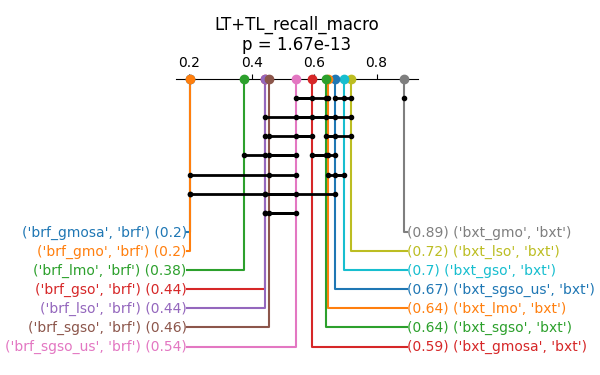 LT+TL_recall_macro
p = 1.67e-13
0.2 0.4 0.6 0.8
('brf_gmosa', 'brf') (0.2)
(0.89) ('bxt_gmo', 'bxt')
('brf_gmo', 'brf') (0.2)
(0.72) ('bxt_lso', 'bxt')
('brf_lmo', 'brf') (0.38)
(0.7) ('bxt_gso', 'bxt')
('brf_gso', 'brf') (0.44)
(0.67) ('bxt_sgso_us', 'bxt')
('brf_lso', 'brf') (0.44)
(0.64) ('bxt_lmo', 'bxt')
('brf_sgso', 'brf') (0.46)
(0.64) ('bxt_sgso', 'bxt')
('brf_sgso_us', 'brf') (0.54)
(0.59) ('bxt_gmosa', 'bxt')